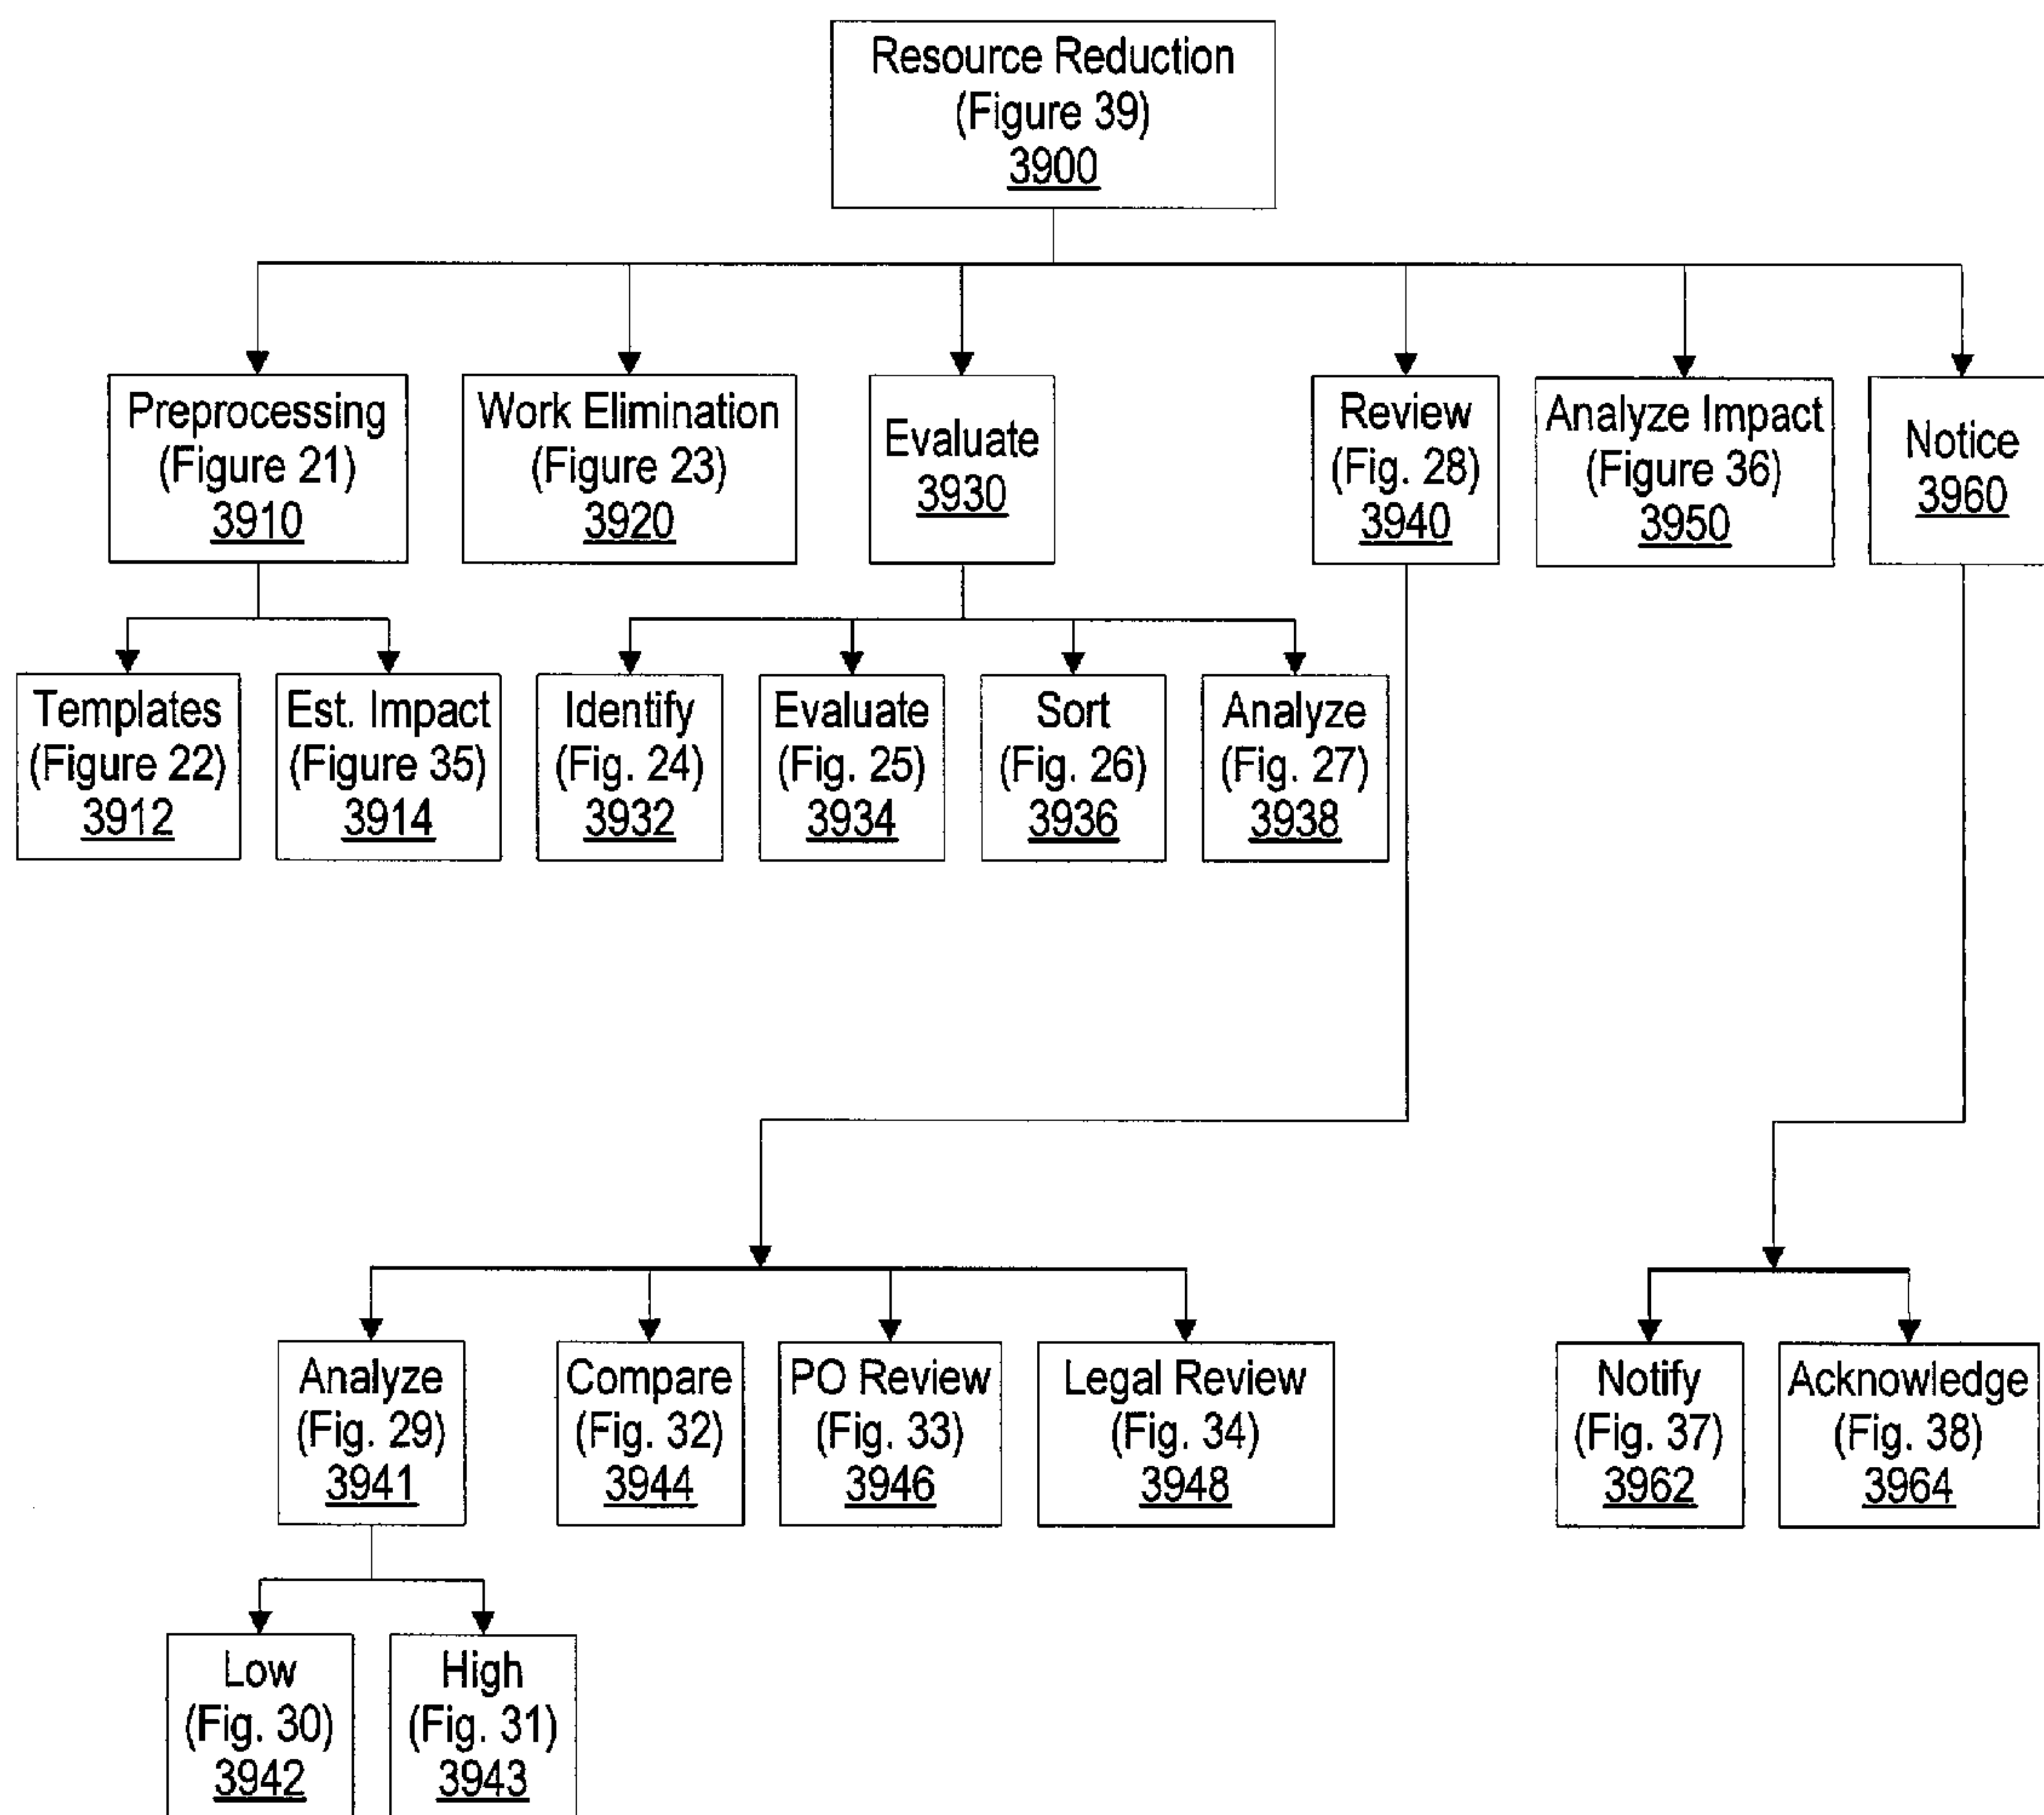 Resource Reduction
(Figure 39)
3900
Preprocessing
(Figure 21)
3910
Work Elimination
(Figure 23)
3920
Evaluate
3930
Review
(Fig. 28)
3940
Analyze Impact
(Figure 36)
3950
Notice
3960
Templates
(Figure 22)
3912
Est. Impact
(Figure 35)
3914
Identify
(Fig. 24)
3932
Evaluate
(Fig. 25)
3934
Sort
(Fig. 26)
3936
Analyze
(Fig. 27)
3938
Analyze
(Fig. 29)
3941
Compare
(Fig. 32)
3944
PO Review
(Fig. 33)
3946
Legal Review
(Fig. 34)
3948
Notify
(Fig. 37)
3962
Acknowledge
(Fig. 38)
3964
Low
(Fig. 30)
3942
High
(Fig. 31)
3943